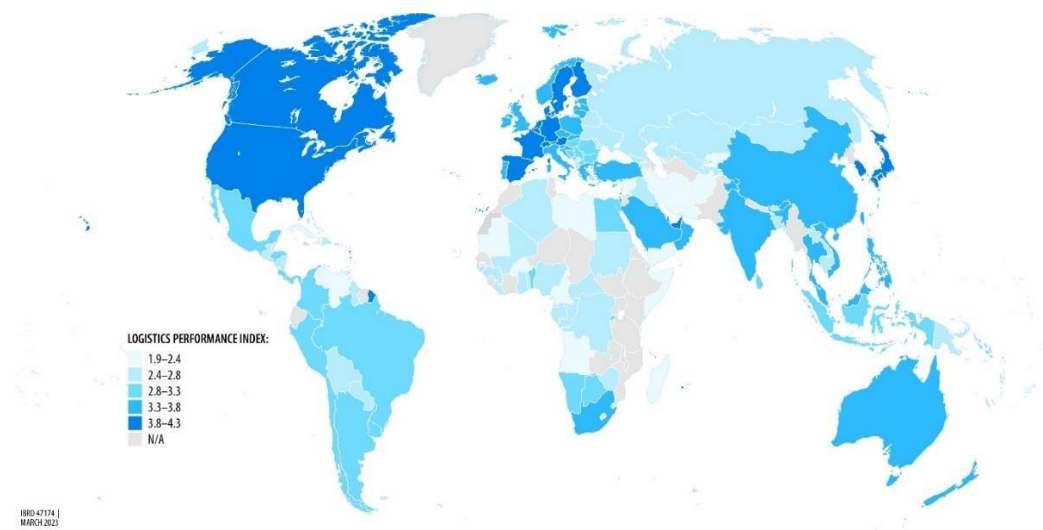 LOGISTICS PERFORMANCE INDEX:
1.9–2.4
2.4–2.8
2.8–3.3
3.3–3.8
3.8–4.3
N/A
IBRD 47174 |
MARCH 2023